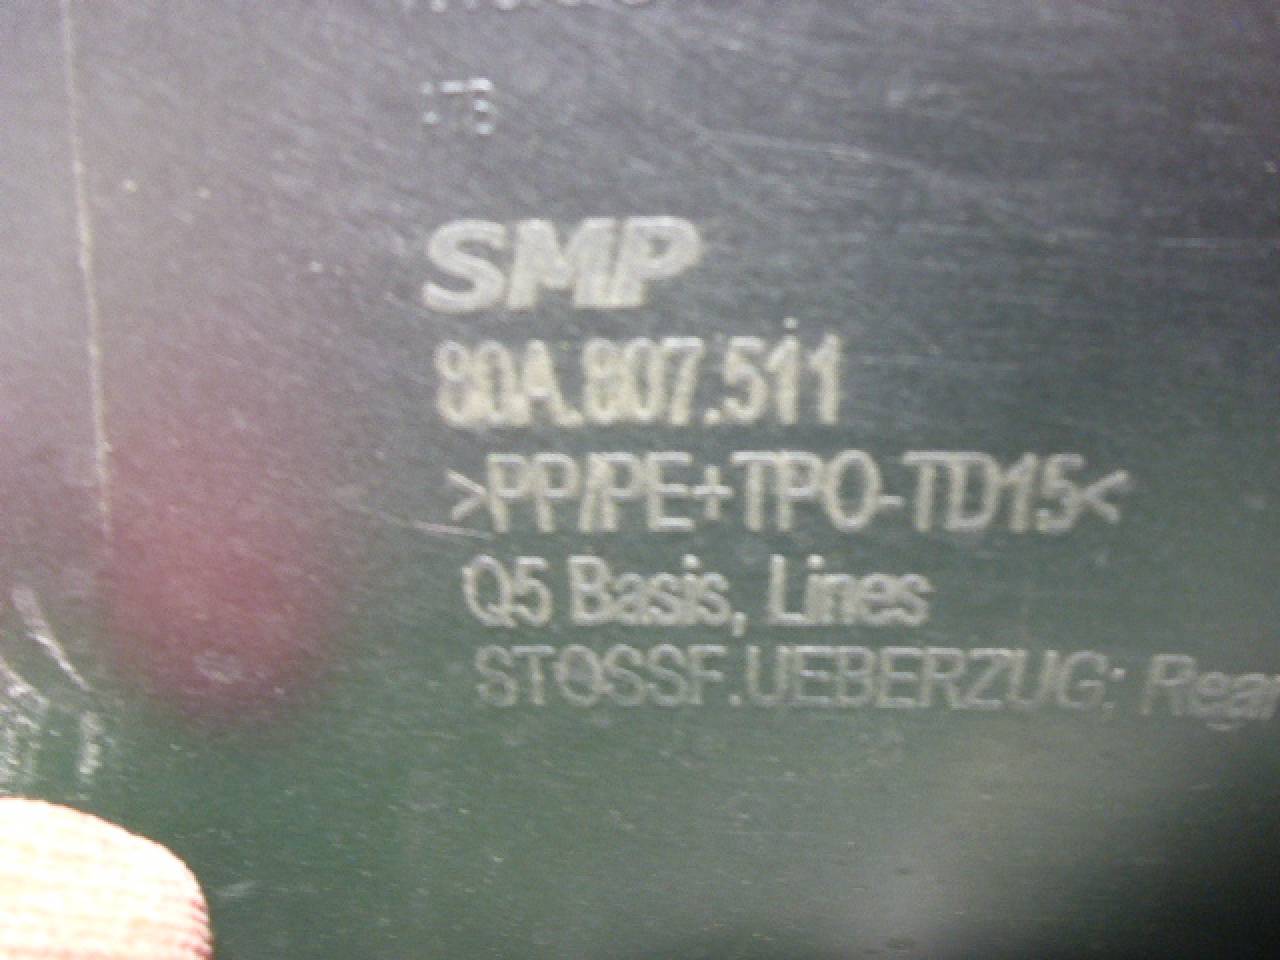 SMP
80A.807.511
>PP/PE+TPO-TD15<
Q5 Basis, Lines
STOSSF.UEBERZUG; Rear